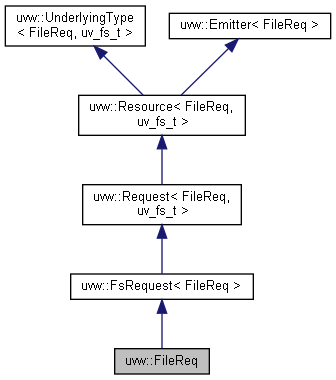 uvw::UnderlyingType
< FileReq, uv_fs_t >
uvw::Emitter< FileReq >
uvw::Resource< FileReq,
uv_fs_t >
uvw::Request< FileReq,
uv_fs_t >
uvw::FsRequest< FileReq >
uvw::FileReq